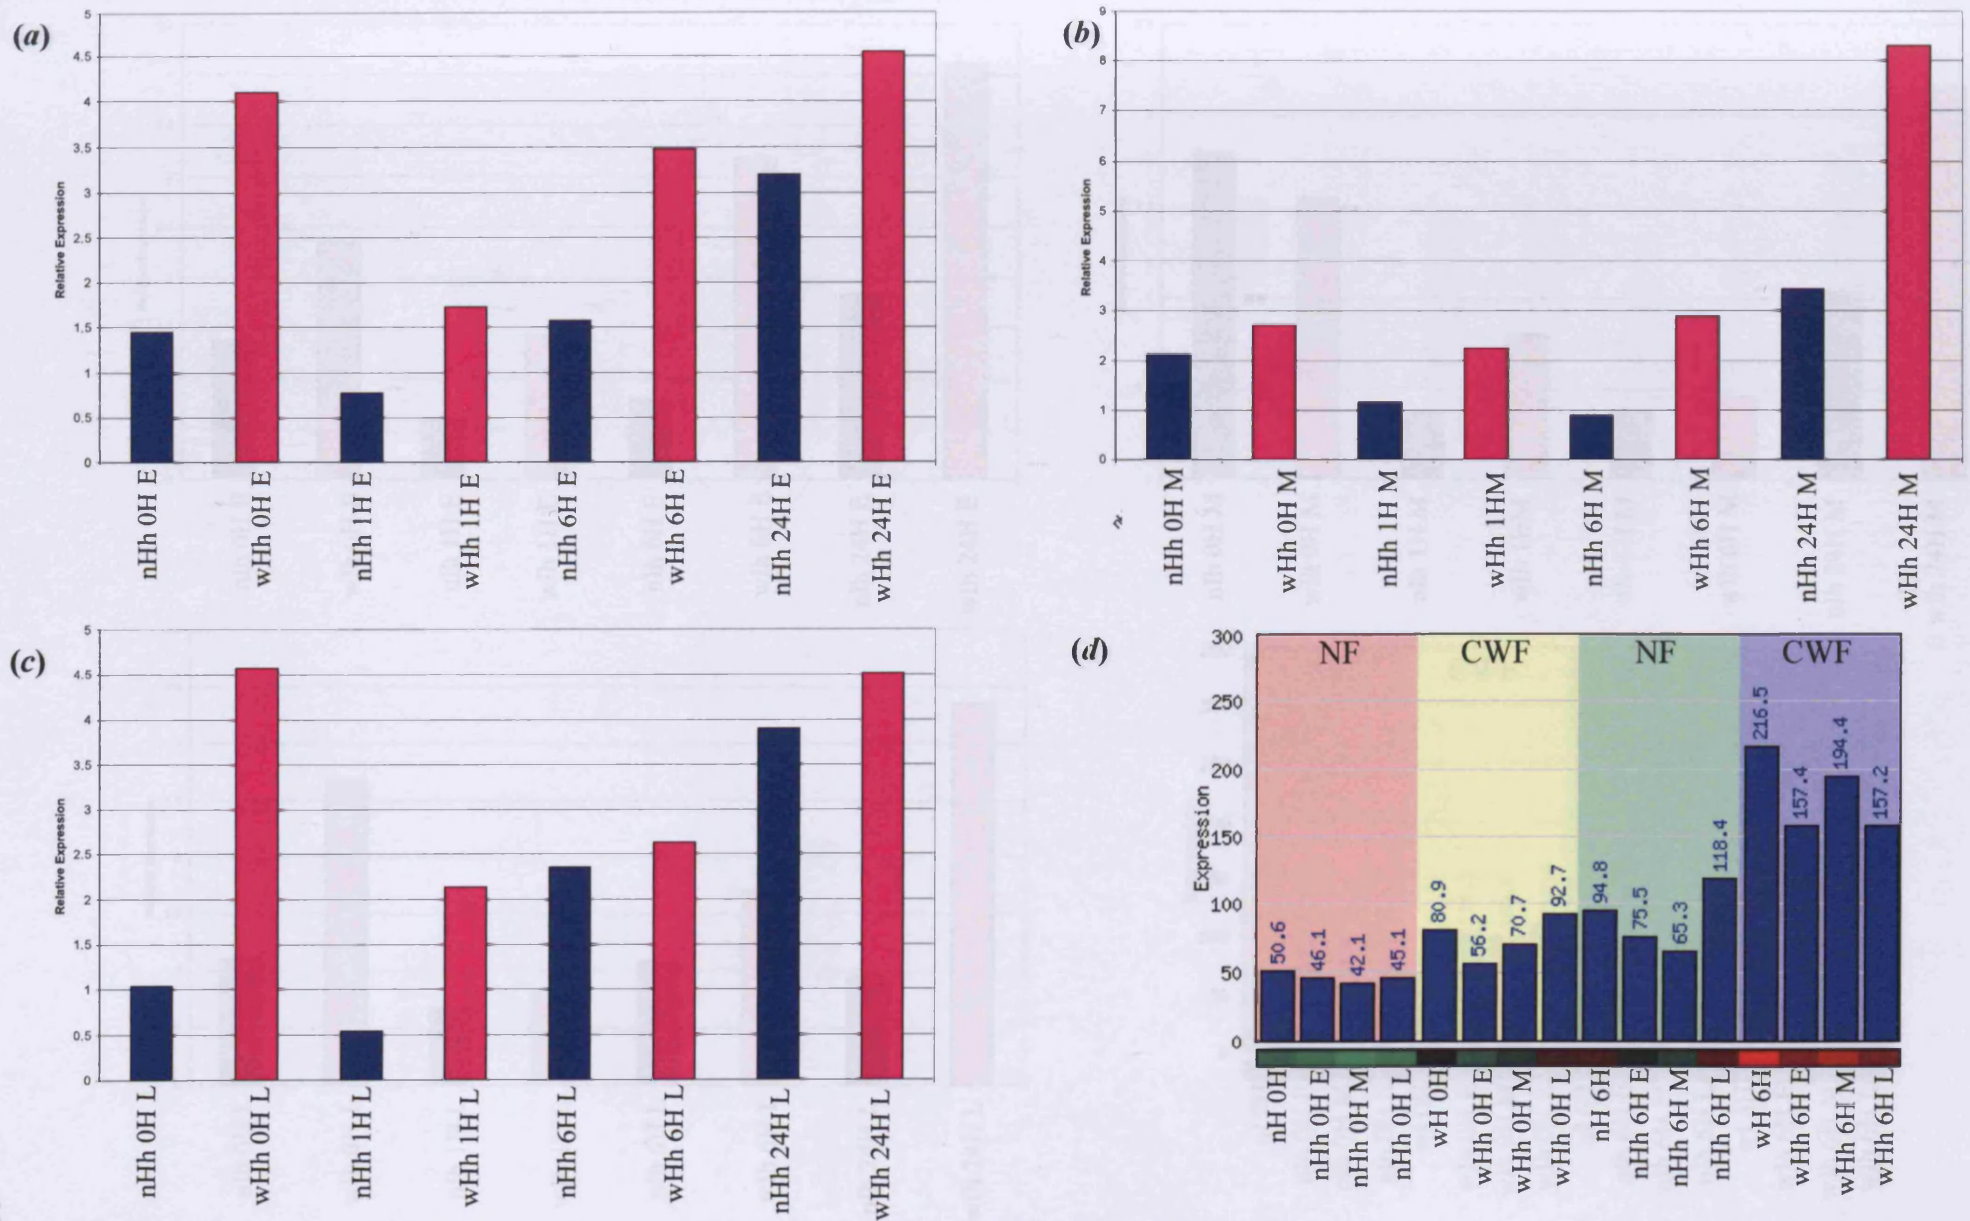 (a)
5
4.5
4
3.5
3
2.5
2
1.5
1
0.5
0
Relative Expression
nHh 0H E
wHh 0H E
nHh 1H E
wHh 1H E
nHh 6H E
wHh 6H E
nHh 24H E
wHh 24H E
(b)
9
8
7
6
5
4
3
2
1
0
Relative Expression
nHh 0H M
wHh 0H M
nHh 1H M
wHh 1HM
nHh 6H M
wHh 6H M
nHh 24H M
wHh 24H M
(c)
5
4.5
4
3.5
3
2.5
2
1.5
1
0.5
0
Relative Expression
nHh 0H L
wHh 0H L
nHh 1H L
wHh 1H L
nHh 6H L
wHh 6H L
nHh 24H L
wHh 24H L
(d)
300
250
200
150
100
50
0
Expression
NF CWF NF CWF
50.6
46.1
42.1
45.1
80.9
56.2
70.7
92.7
94.8
75.5
65.3
118.4
216.5
157.4
194.4
157.2
nH 0H
nHh 0H E
nHh 0H M
nHh 0H L
wH 0H
wHh 0H E
wHh 0H M
wHh 0H L
nH 6H
nHh 6H E
nHh 6H M
nHh 6H L
wH 6H
wHh 6H E
wHh 6H M
wHh 6H L